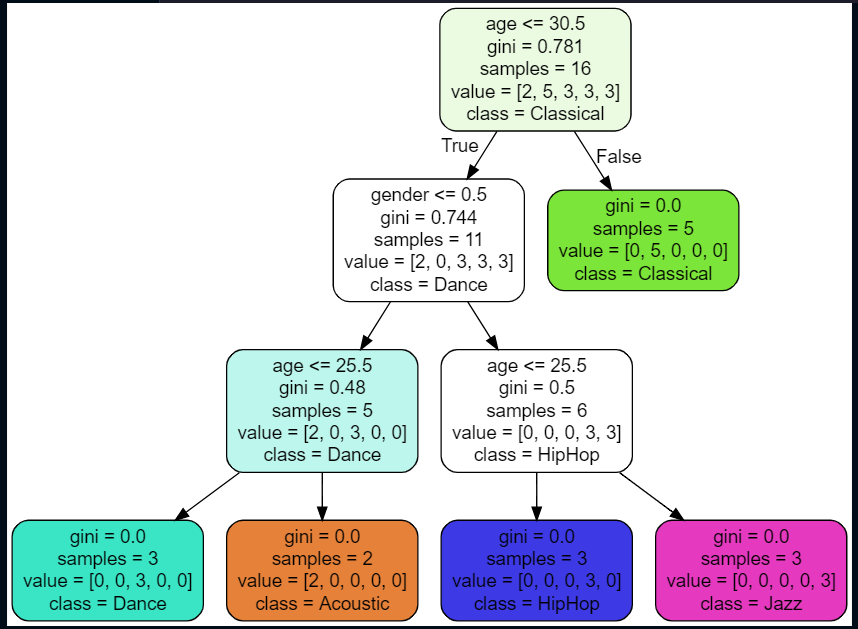 age <= 30.5
gini = 0.781
samples = 16
value = [2, 5, 3, 3, 3]
class = Classical
True
False
gender <= 0.5
gini = 0.744
samples = 11
value = [2, 0, 3, 3, 3]
class = Dance
gini = 0.0
samples = 5
value = [0, 5, 0, 0, 0]
class = Classical
age <= 25.5
gini = 0.48
samples = 5
value = [2, 0, 3, 0, 0]
class = Dance
age <= 25.5
gini = 0.5
samples = 6
value = [0, 0, 0, 3, 3]
class = HipHop
gini = 0.0
samples = 3
value = [0, 0, 3, 0, 0]
class = Dance
gini = 0.0
samples = 2
value = [2, 0, 0, 0, 0]
class = Acoustic
gini = 0.0
samples = 3
value = [0, 0, 0, 3, 0]
class = HipHop
gini = 0.0
samples = 3
value = [0, 0, 0, 0, 3]
class = Jazz